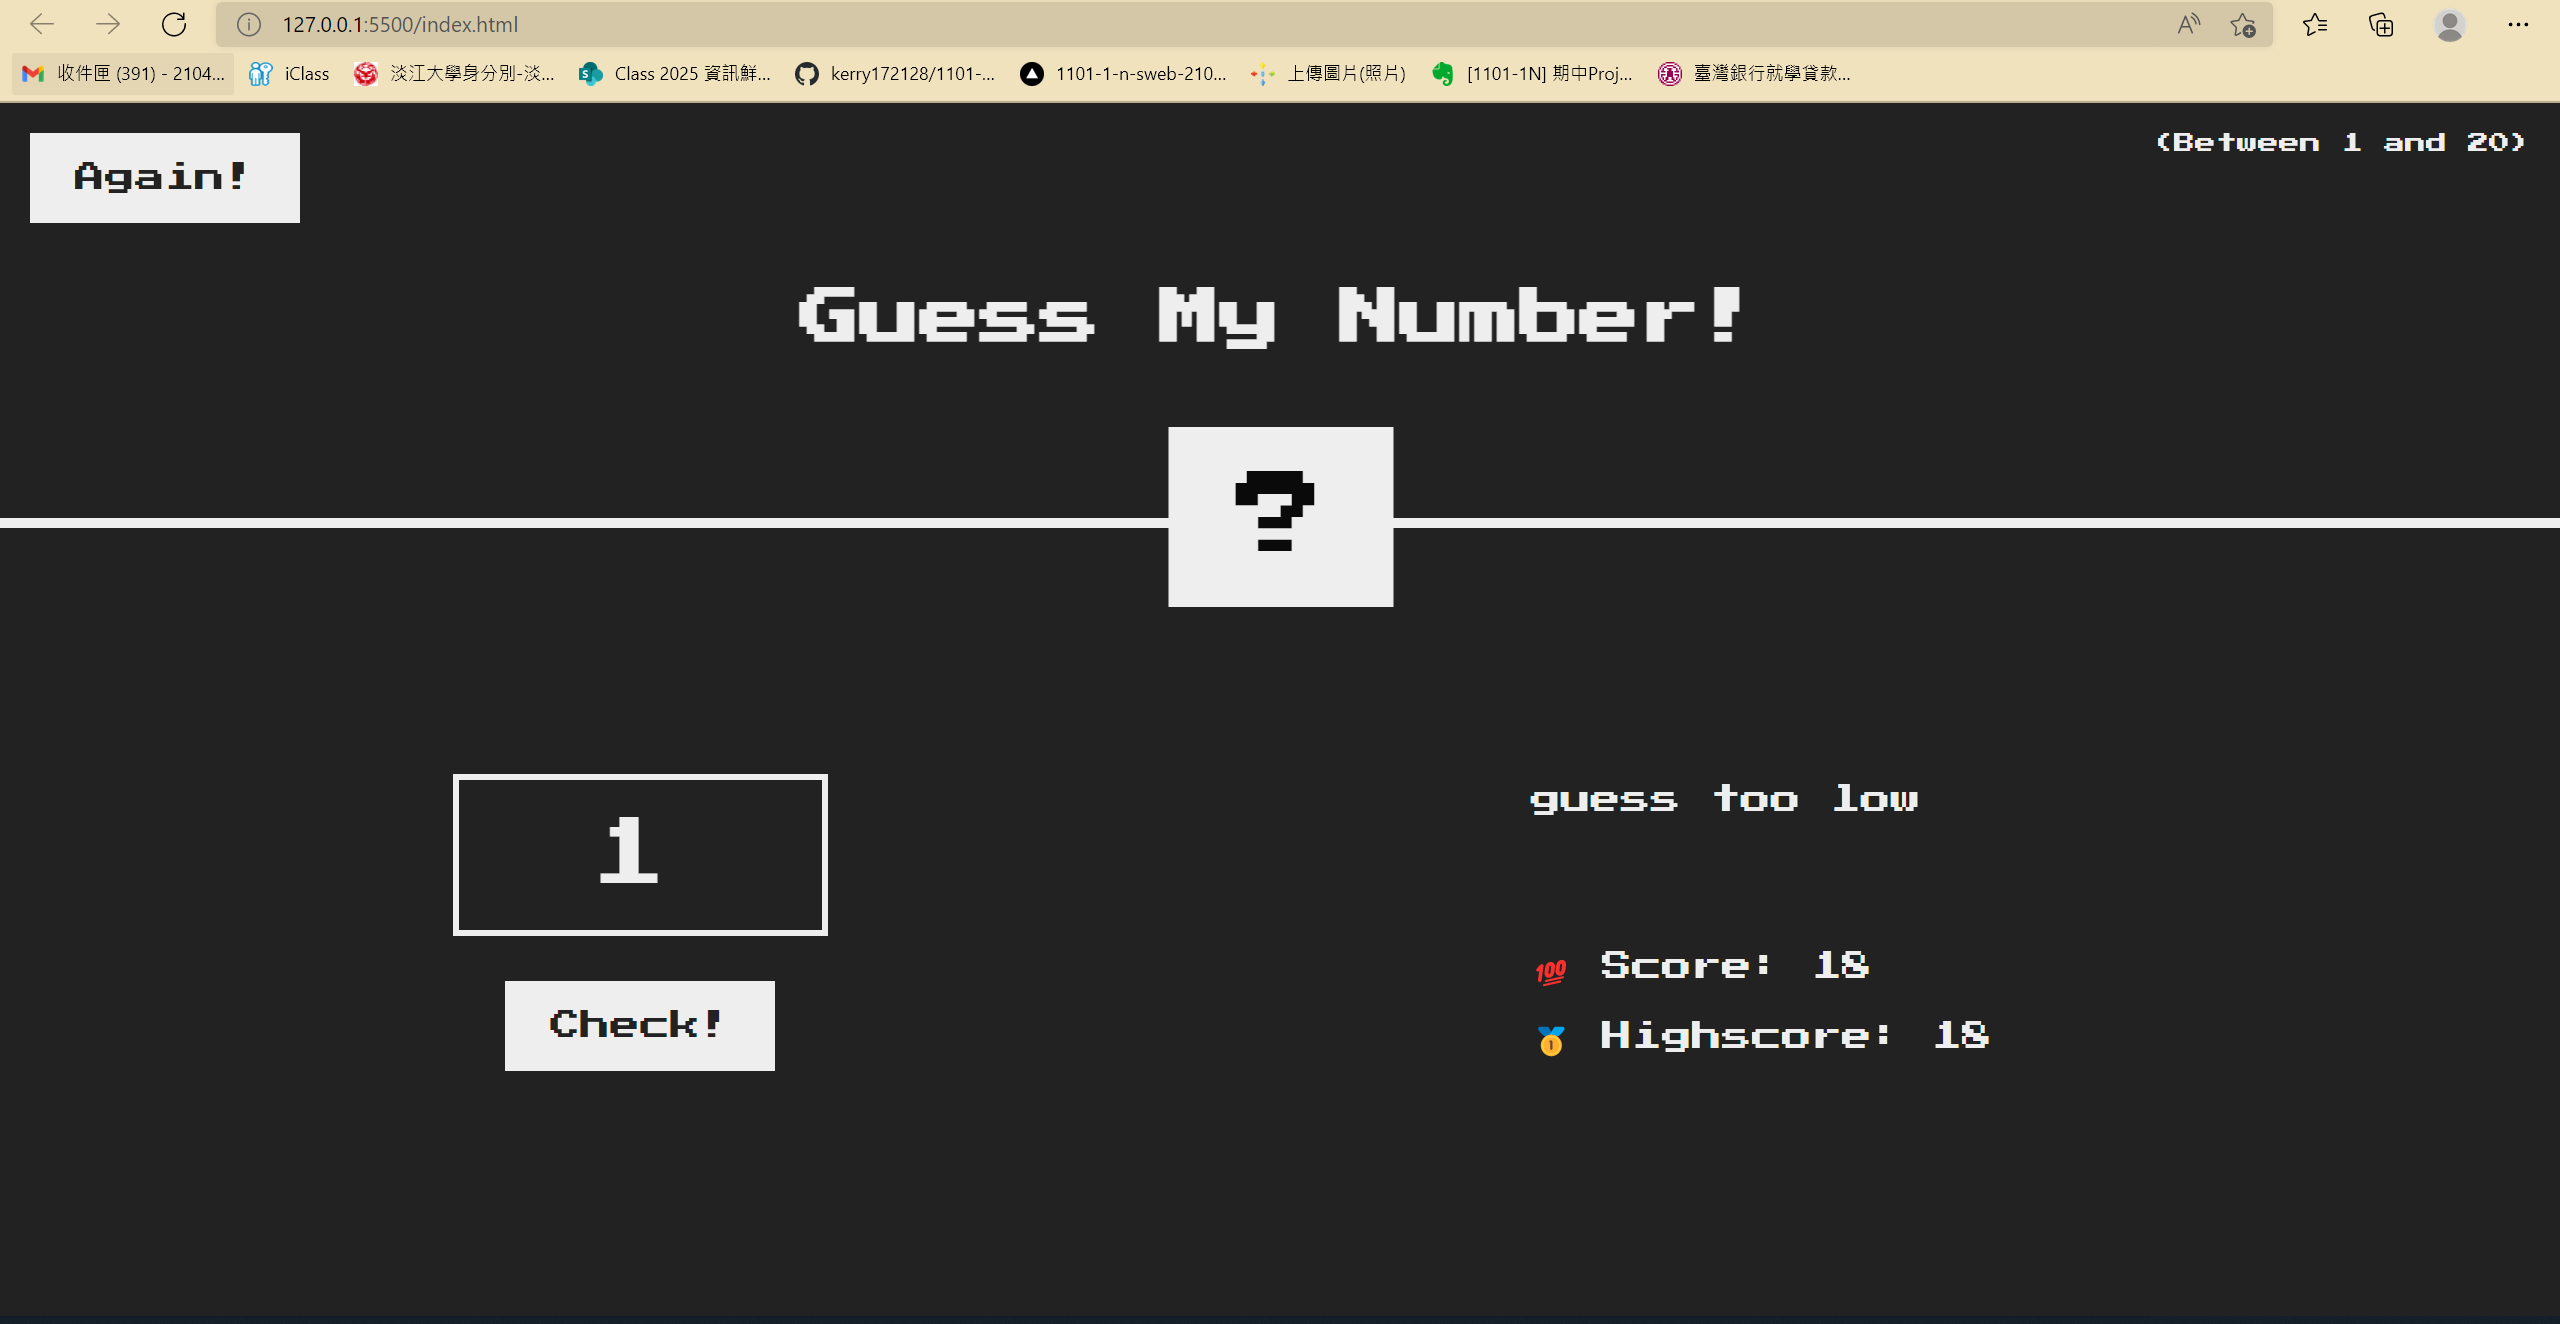 127.0.0.1:5500/index.html
收件匣 (391) - 2104... iClass 淡江大學身分別-淡... Class 2025 資訊鮮... kerry172128/1101-... 1101-1-n-sweb-210... 上傳圖片(照片) [1101-1N] 期中Proj... 臺灣銀行就學貸款...
Again!
(Between 1 and 20)
Guess My Number!
?
1
Check!
guess too low
💯 Score: 18
🥇 Highscore: 18